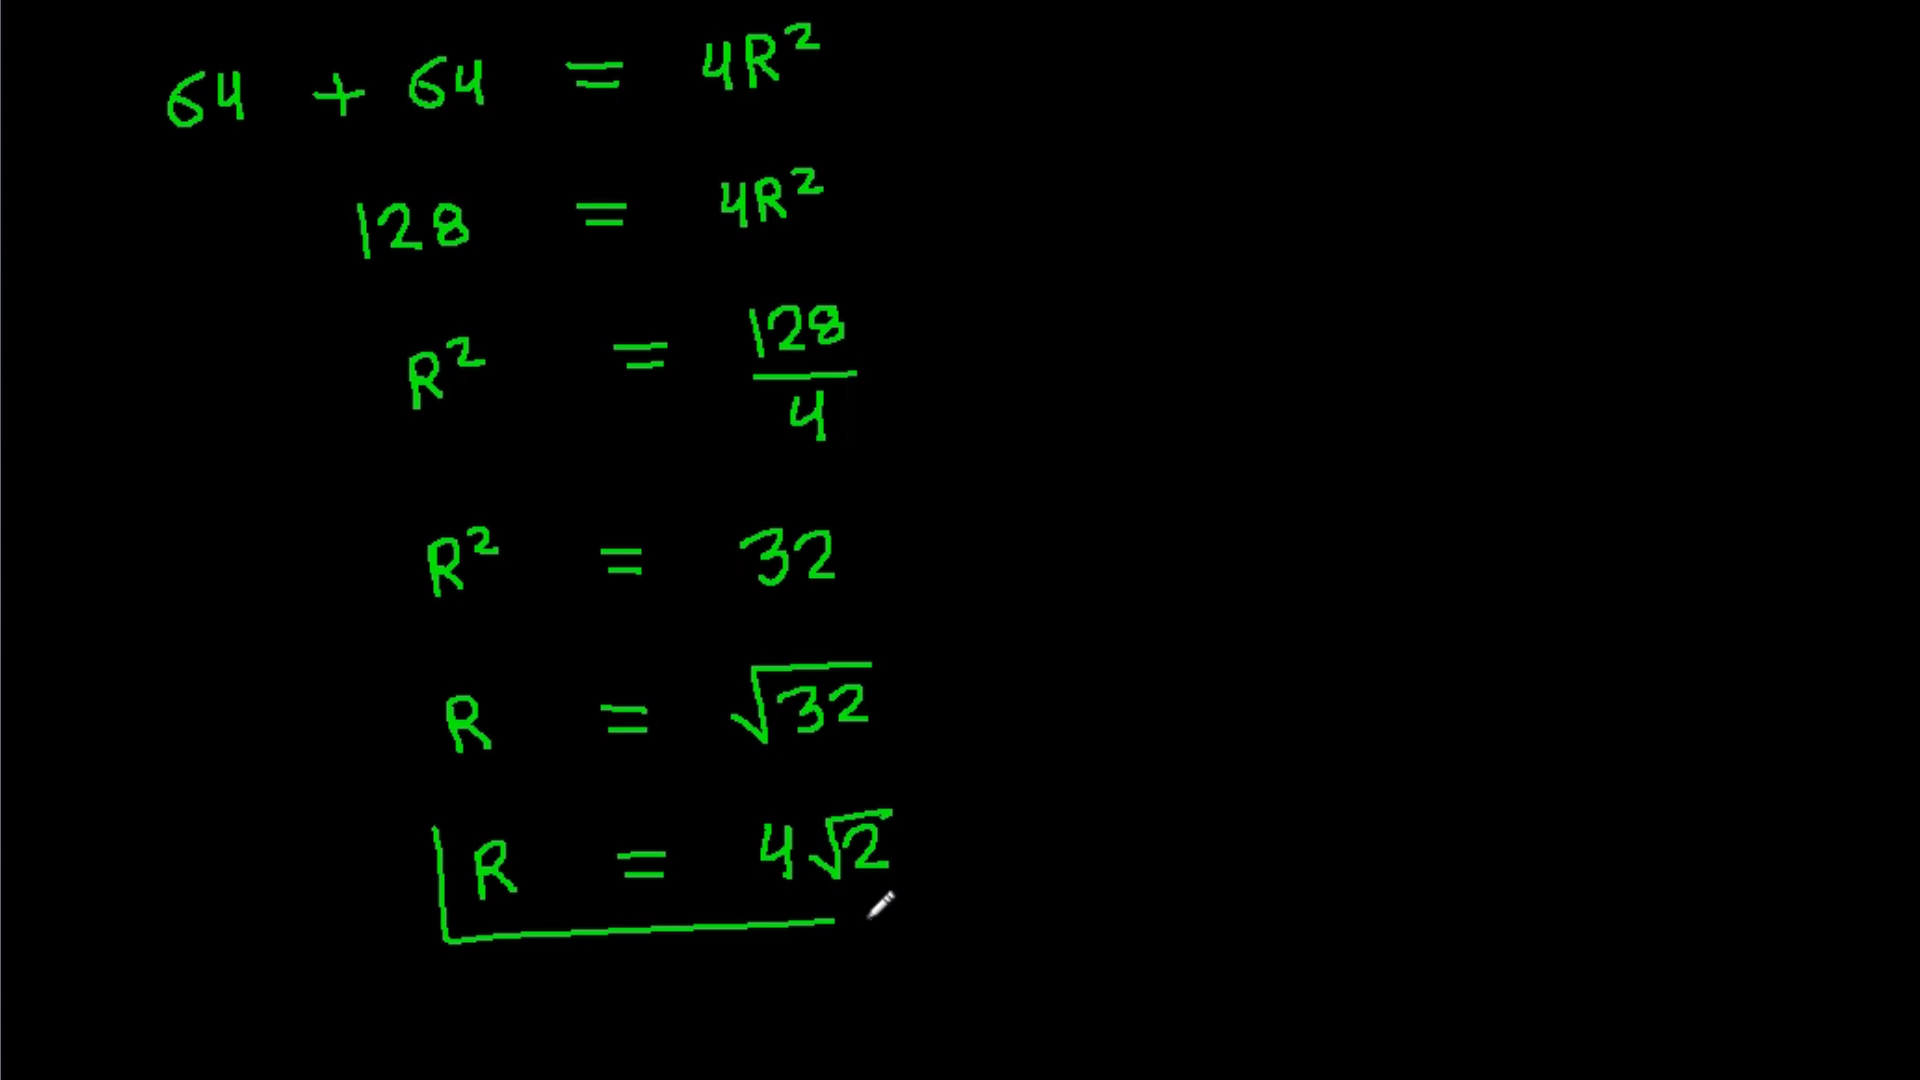 64 + 64 = 4R²
128 = 4R²
R² = 128/4
R² = 32
R = √32
R = 4√2